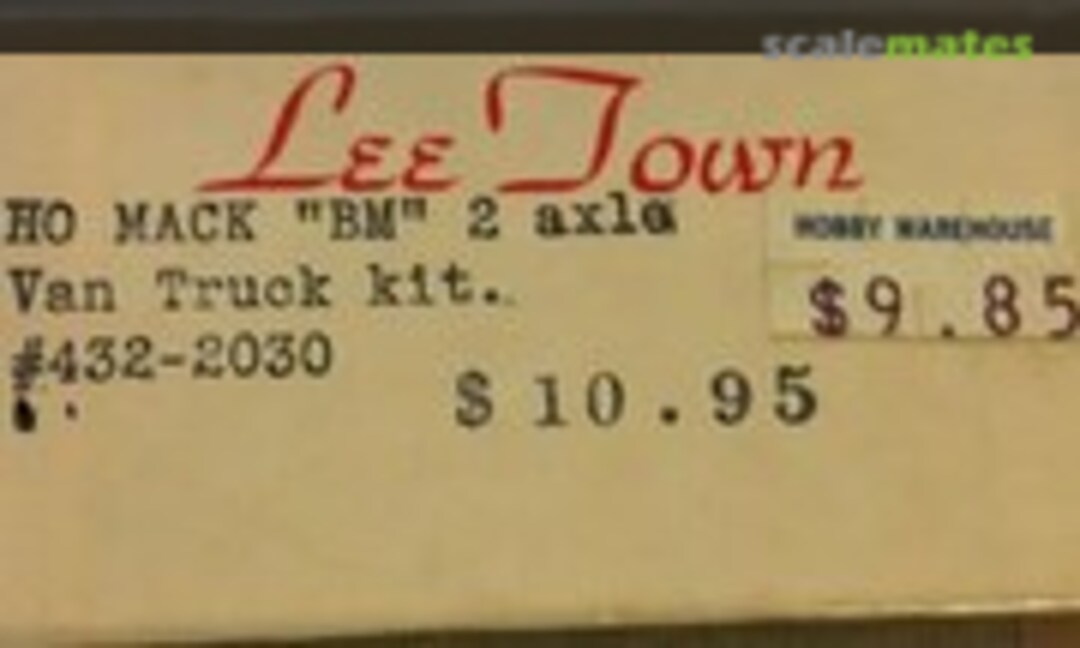 scalemates
Lee Town
HO MACK "BM" 2 axle
Van Truck kit.
#432-2030
$10.95
HOBBY WAREHOUSE
$9.85